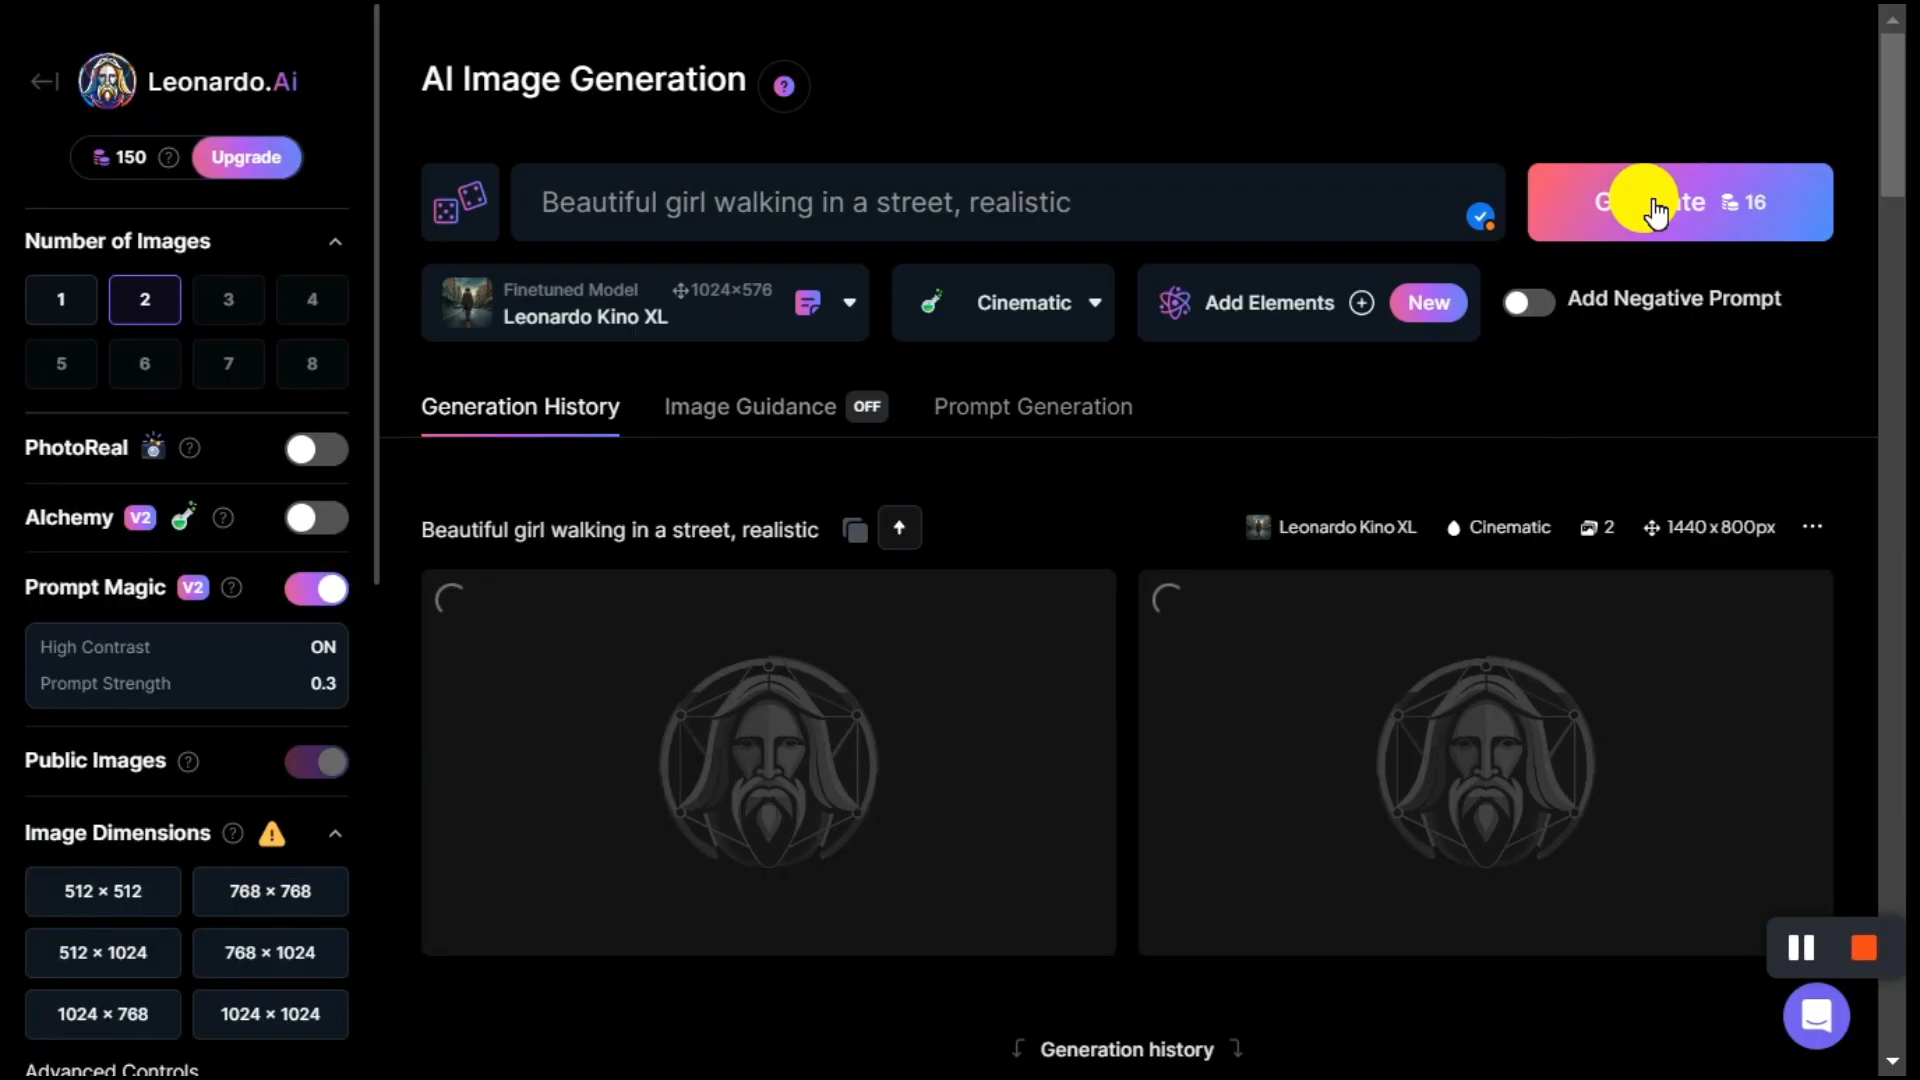 Leonardo.Ai
150 ? Upgrade
Number of Images
1 2 3 4
5 6 7 8
PhotoReal ?
Alchemy V2 ?
Prompt Magic V2 ?
High Contrast ON
Prompt Strength 0.3
Public Images ?
Image Dimensions ?
512 × 512 768 × 768
512 × 1024 768 × 1024
1024 × 768 1024 × 1024
Advanced Controls
AI Image Generation ?
Beautiful girl walking in a street, realistic
16
Finetuned Model 1024×576
Leonardo Kino XL
Cinematic
Add Elements New
Add Negative Prompt
Generation History Image Guidance OFF Prompt Generation
Beautiful girl walking in a street, realistic
Leonardo Kino XL Cinematic 2 1440 x 800px
Generation history